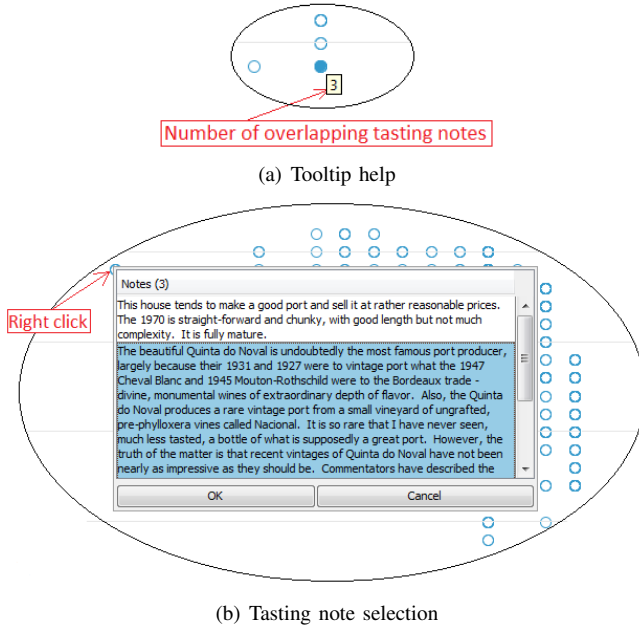 3
Number of overlapping tasting notes
(a) Tooltip help
Right click
Notes (3)
This house tends to make a good port and sell it at rather reasonable prices.
The 1970 is straight-forward and chunky, with good length but not much
complexity. It is fully mature.
The beautiful Quinta do Noval is undoubtedly the most famous port producer,
largely because their 1931 and 1927 were to vintage port what the 1947
Cheval Blanc and 1945 Mouton-Rothschild were to the Bordeaux trade -
divine, monumental wines of extraordinary depth of flavor. Also, the Quinta
do Noval produces a rare vintage port from a small vineyard of ungrafted,
pre-phylloxera vines called Nacional. It is so rare that I have never seen,
much less tasted, a bottle of what is supposedly a great port. However, the
truth of the matter is that recent vintages of Quinta do Noval have not been
nearly as impressive as they should be. Commentators have described the
OK
Cancel
(b) Tasting note selection